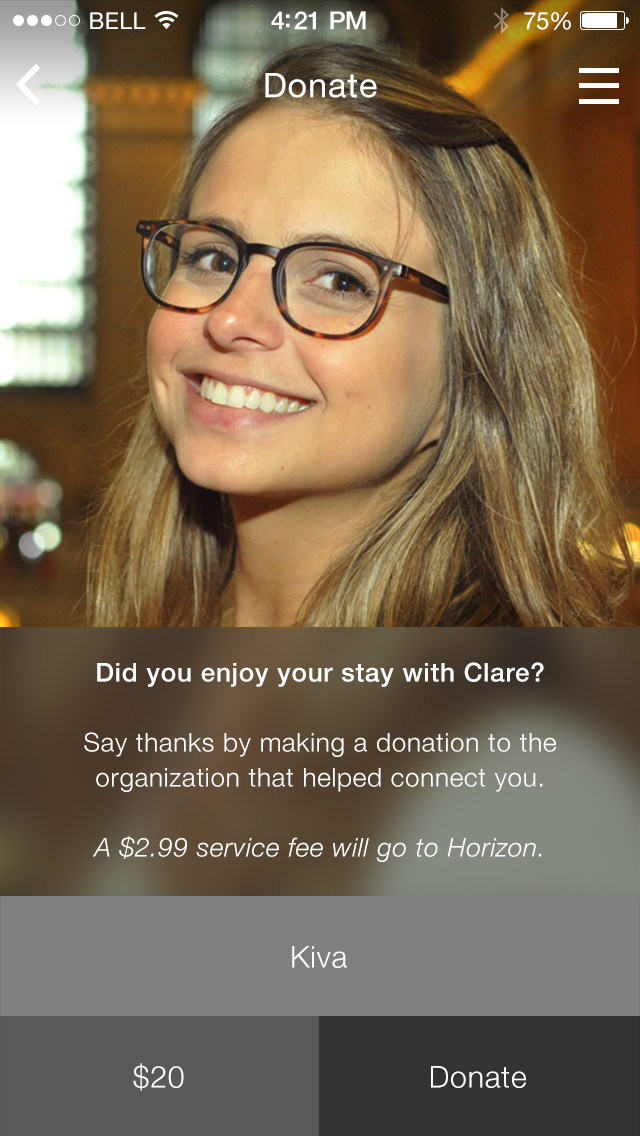 BELL 4:21 PM 75%
Donate
Did you enjoy your stay with Clare?
Say thanks by making a donation to the
organization that helped connect you.
A $2.99 service fee will go to Horizon.
Kiva
$20 Donate